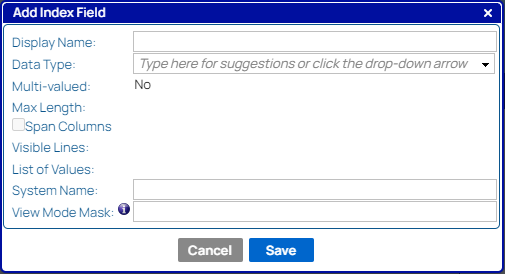 Add Index Field ×
Display Name:
Data Type: Type here for suggestions or click the drop-down arrow
Multi-valued: No
Max Length:
Span Columns
Visible Lines:
List of Values:
System Name:
View Mode Mask: i
Cancel Save